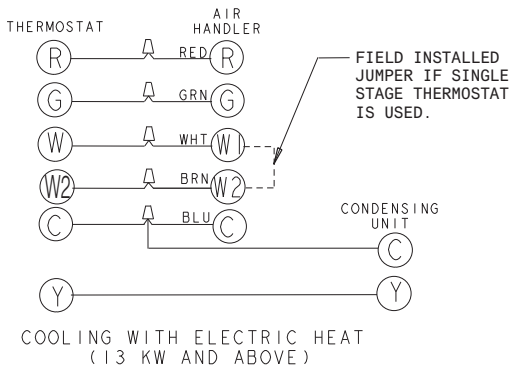 THERMOSTAT
AIR
HANDLER
R RED R
G GRN G
W WHT W1
W2 BRN W2
C BLU C
FIELD INSTALLED
JUMPER IF SINGLE
STAGE THERMOSTAT
IS USED.
CONDENSING
UNIT
C
Y Y
COOLING WITH ELECTRIC HEAT
(13 KW AND ABOVE)